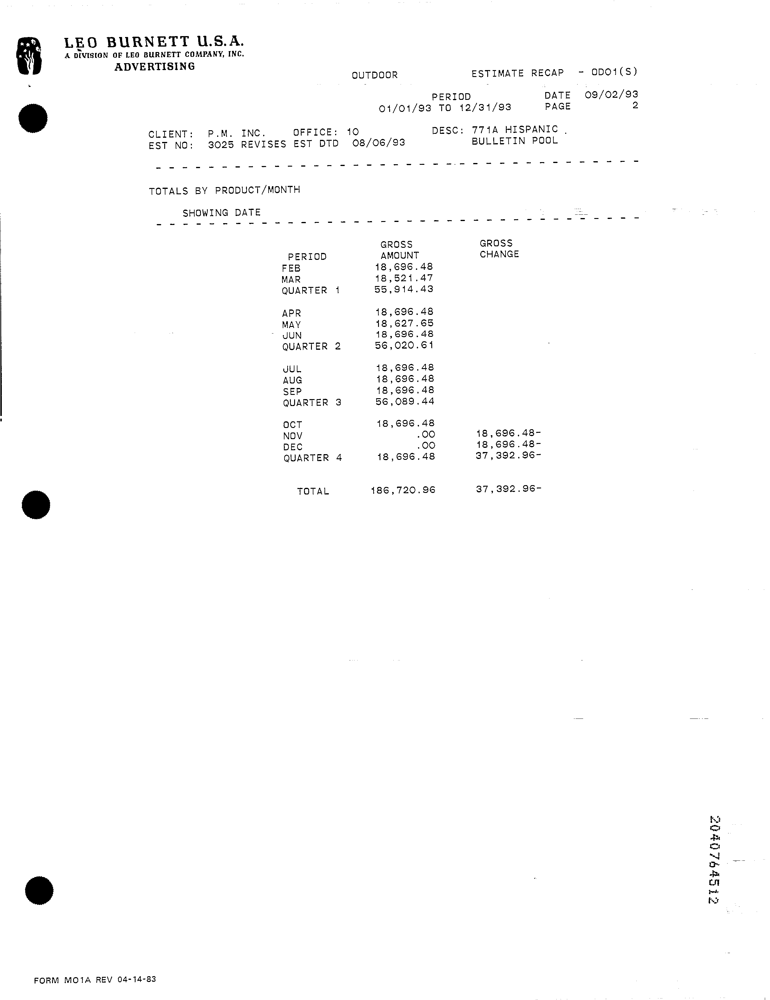 LEO BURNETT U.S.A.
A DIVISION OF LEO BURNETT COMPANY, INC.
ADVERTISING
OUTDOOR ESTIMATE RECAP - OD01(S)
PERIOD DATE 09/02/93
01/01/93 TO 12/31/93 PAGE 2
CLIENT: P.M. INC. OFFICE: 10 DESC: 771A HISPANIC
EST NO: 3025 REVISES EST DTD 08/06/93 BULLETIN POOL
TOTALS BY PRODUCT/MONTH
SHOWING DATE
GROSS GROSS
PERIOD AMOUNT CHANGE
FEB 18,696.48
MAR 18,521.47
QUARTER 1 55,914.43
APR 18,696.48
MAY 18,627.65
JUN 18,696.48
QUARTER 2 56,020.61
JUL 18,696.48
AUG 18,696.48
SEP 18,696.48
QUARTER 3 56,089.44
OCT 18,696.48
NOV .00 18,696.48-
DEC .00 18,696.48-
QUARTER 4 18,696.48 37,392.96-
TOTAL 186,720.96 37,392.96-
2040764512
FORM MO1A REV 04-14-83